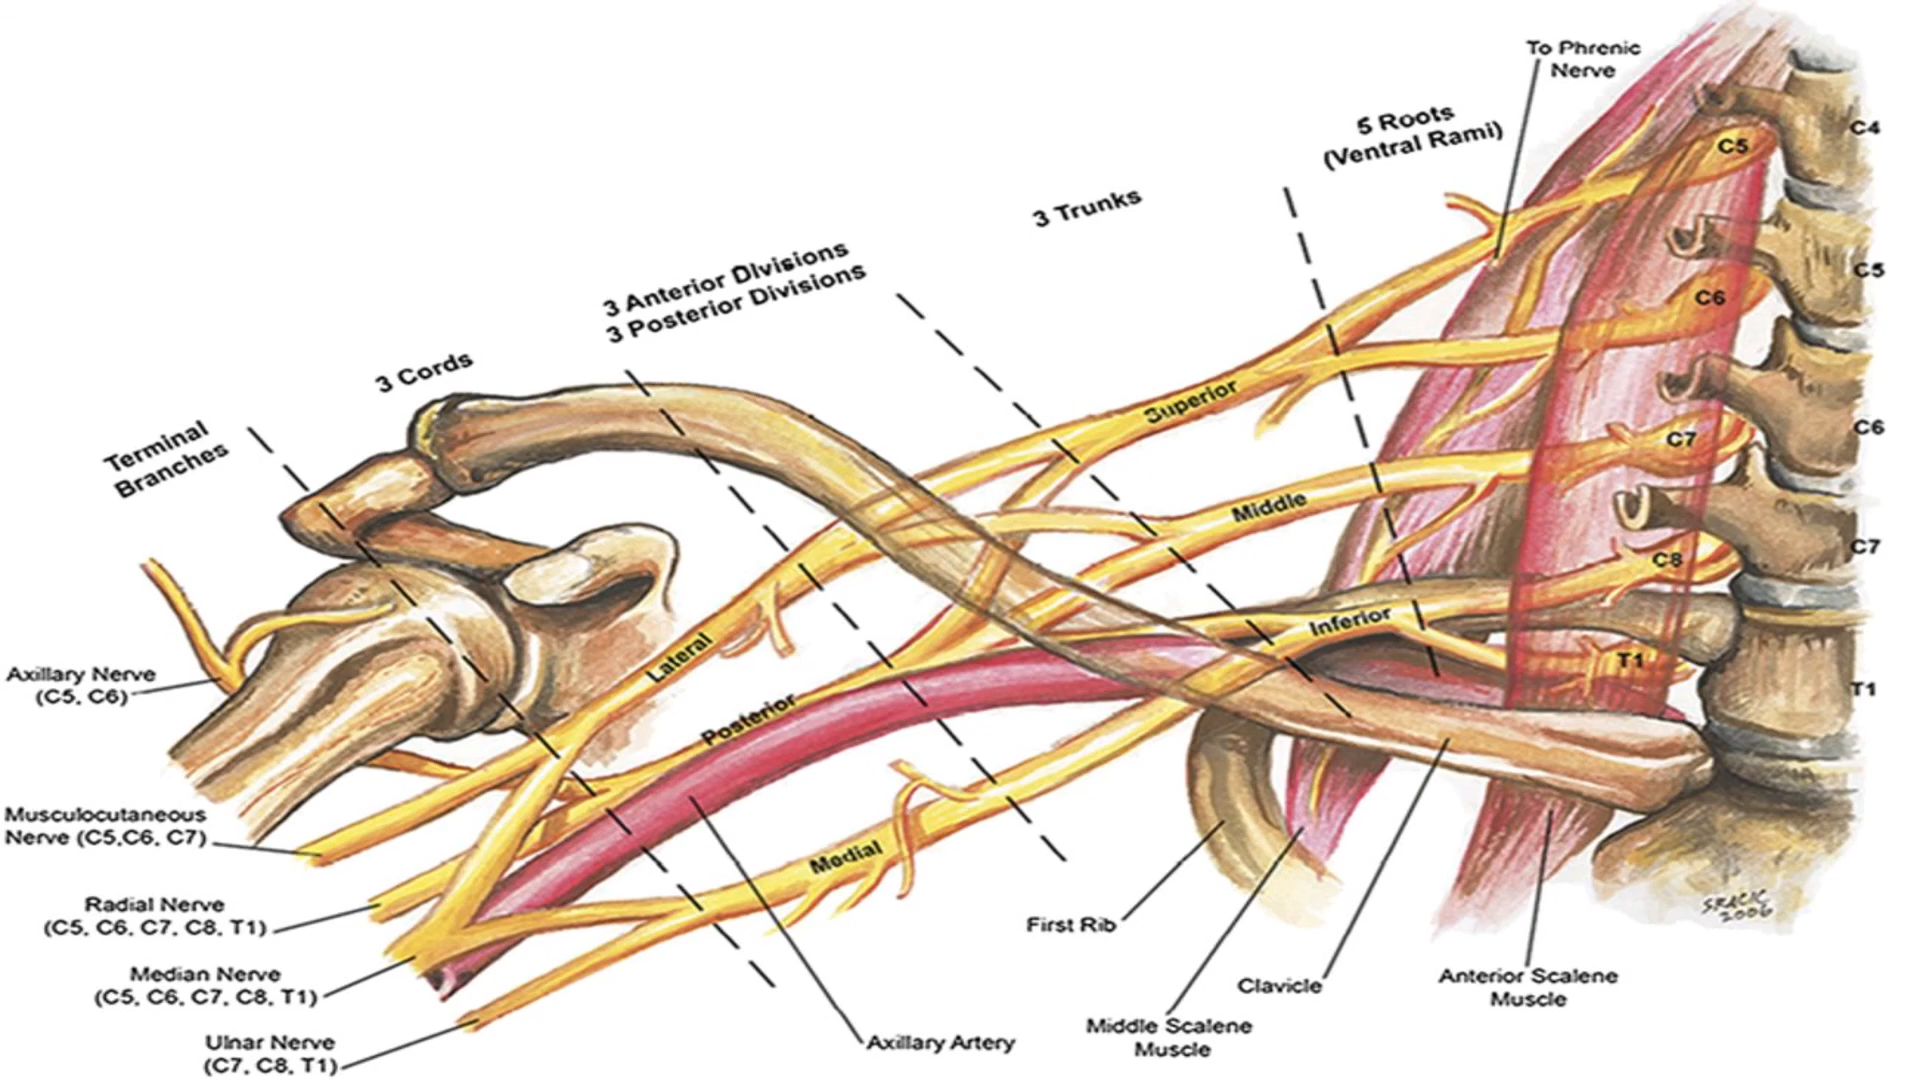 To Phrenic
Nerve
5 Roots
(Ventral Rami)
3 Trunks
3 Anterior DIvisions
3 Posterior Divisions
3 Cords
Terminal
Branches
C4
C5
C5
C6
C6
C7
C7
C8
T1
T1
Superior
Middle
Inferior
Lateral
Posterior
Medial
Axillary Nerve
(C5, C6)
Musculocutaneous
Nerve (C5,C6, C7)
Radial Nerve
(C5, C6, C7, C8, T1)
Median Nerve
(C5, C6, C7, C8, T1)
Ulnar Nerve
(C7, C8, T1)
Axillary Artery
First Rib
Middle Scalene
Muscle
Clavicle
Anterior Scalene
Muscle
SRACIC
2006